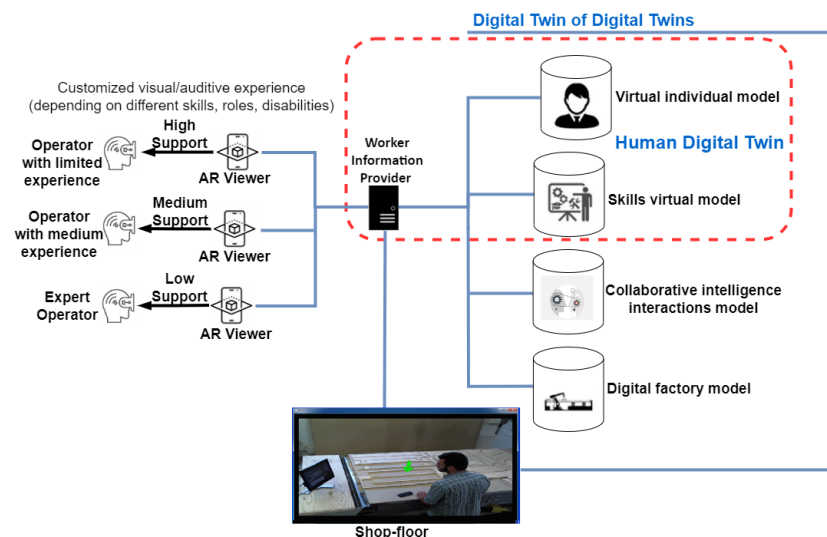 Digital Twin of Digital Twins
Customized visual/auditive experience
(depending on different skills, roles, disabilities)
High
Support
Operator
with limited
experience
AR Viewer
Medium
Support
Operator
with medium
experience
AR Viewer
Low
Support
Expert
Operator
AR Viewer
Worker
Information
Provider
Virtual individual model
Human Digital Twin
Skills virtual model
Collaborative intelligence
interactions model
Digital factory model
Shop-floor